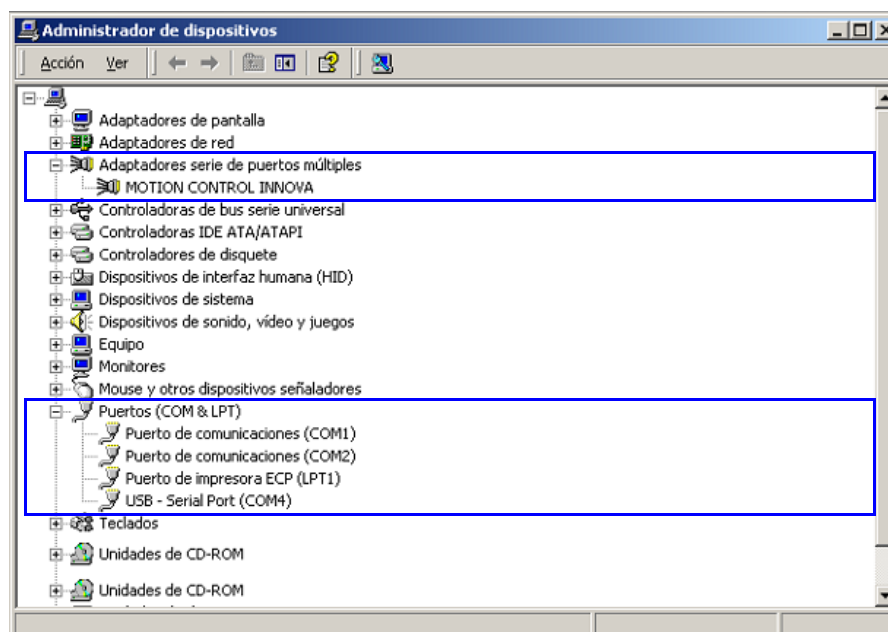 Administrador de dispositivos
Acción Ver
Adaptadores de pantalla
Adaptadores de red
Adaptadores serie de puertos múltiples
MOTION CONTROL INNOVA
Controladoras de bus serie universal
Controladoras IDE ATA/ATAPI
Controladores de disquete
Dispositivos de interfaz humana (HID)
Dispositivos de sistema
Dispositivos de sonido, vídeo y juegos
Equipo
Monitores
Mouse y otros dispositivos señaladores
Puertos (COM & LPT)
Puerto de comunicaciones (COM1)
Puerto de comunicaciones (COM2)
Puerto de impresora ECP (LPT1)
USB - Serial Port (COM4)
Teclados
Unidades de CD-ROM
Unidades de CD-ROM